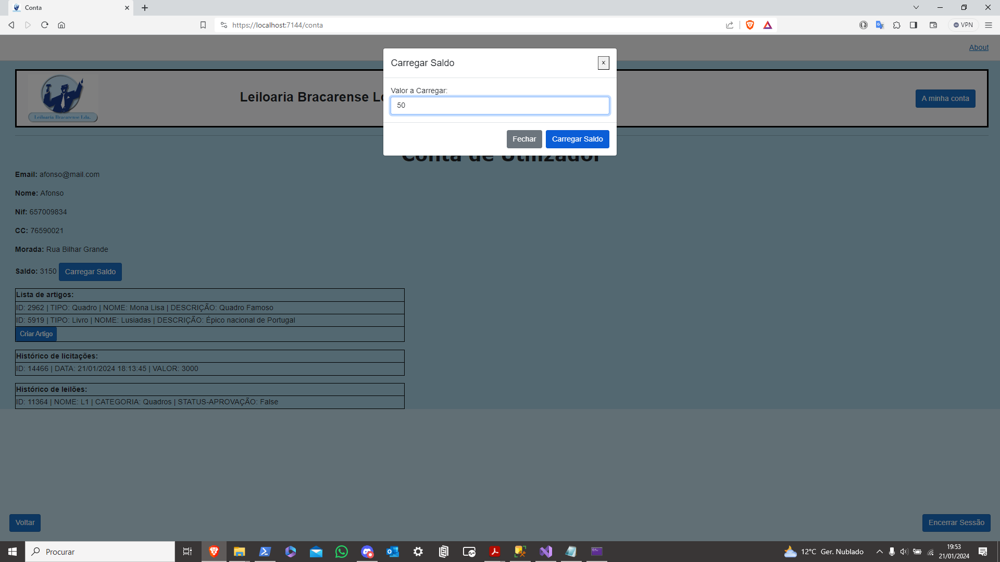 Conta
https://localhost:7144/conta
VPN
About
Carregar Saldo
x
Valor a Carregar:
50
Fechar Carregar Saldo
Leiloaria Bracarense Lda.
Leiloaria Bracarense
A minha conta
Conta de Utilizador
Email: afonso@mail.com
Nome: Afonso
Nif: 657009834
CC: 76590021
Morada: Rua Bilhar Grande
Saldo: 3150 Carregar Saldo
Lista de artigos:
ID: 2962 | TIPO: Quadro | NOME: Mona Lisa | DESCRIÇÃO: Quadro Famoso
ID: 5919 | TIPO: Livro | NOME: Lusiadas | DESCRIÇÃO: Épico nacional de Portugal
Criar Artigo
Histórico de licitações:
ID: 14466 | DATA: 21/01/2024 18:13:45 | VALOR: 3000
Histórico de leilões:
ID: 11364 | NOME: L1 | CATEGORIA: Quadros | STATUS-APROVAÇÃO: False
Voltar
Encerrar Sessão
Procurar
12°C Ger. Nublado
19:53
21/01/2024